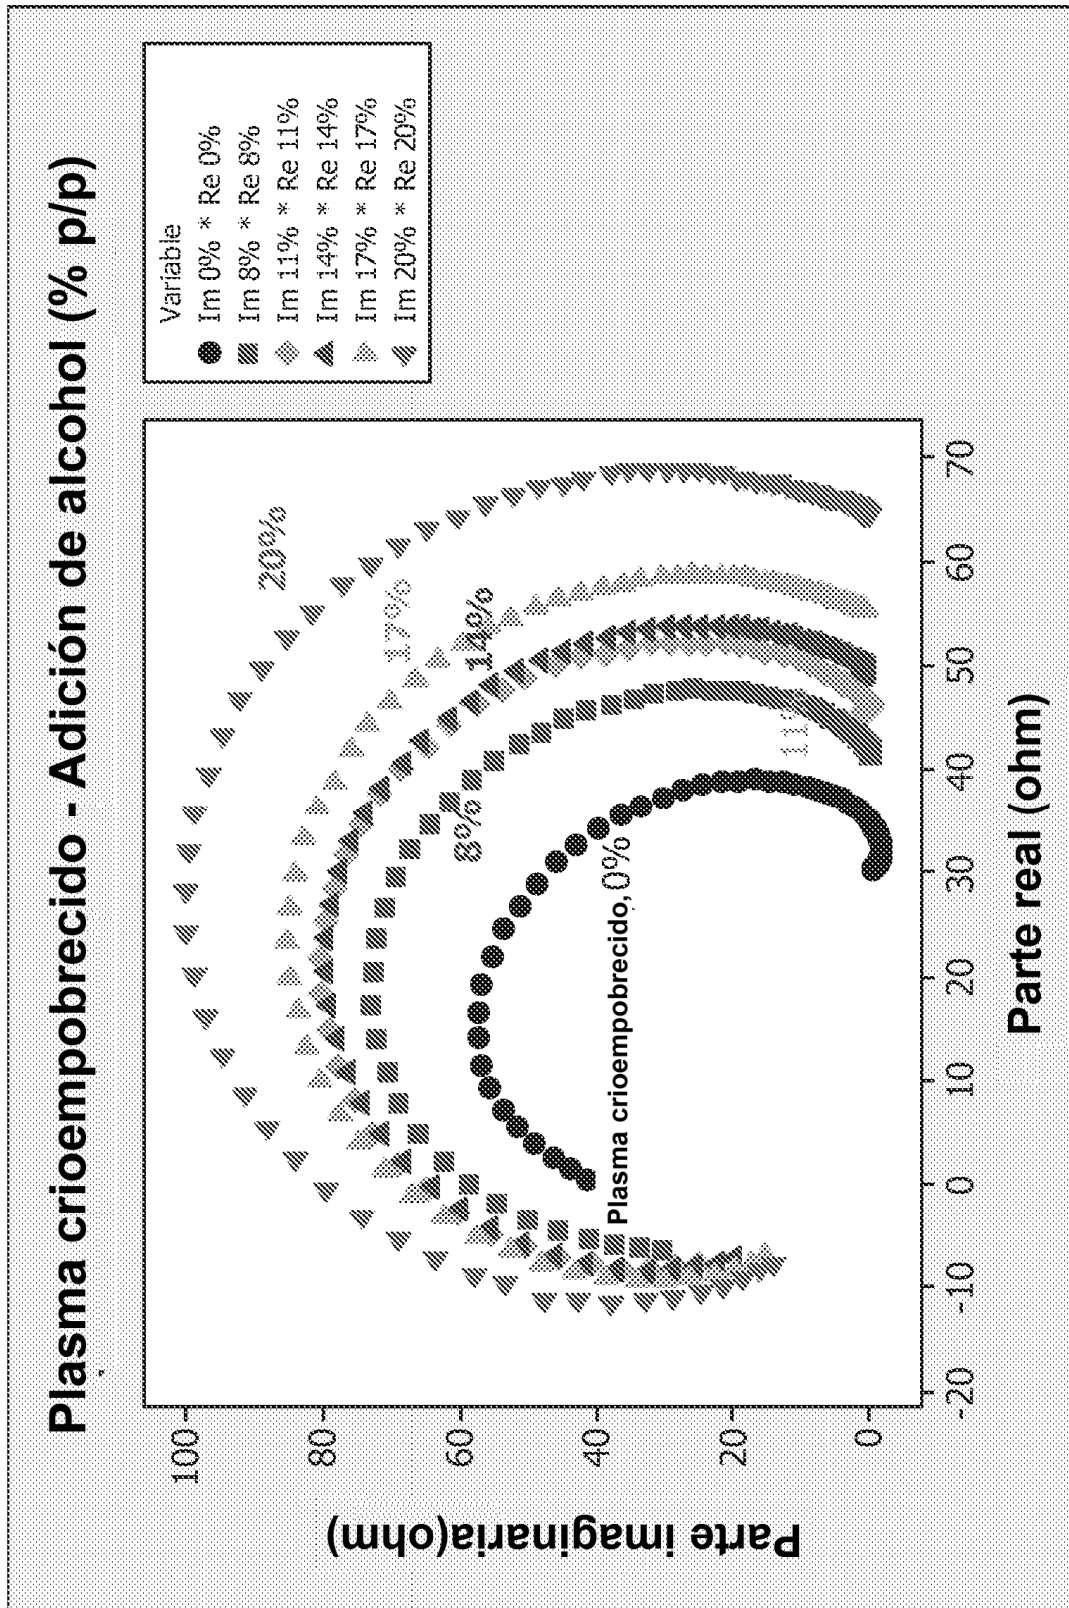 Plasma crioempobrecido - Adición de alcohol (% p/p)
Variable
Im 0% * Re 0%
Im 8% * Re 8%
Im 11% * Re 11%
Im 14% * Re 14%
Im 17% * Re 17%
Im 20% * Re 20%
Parte imaginaria(ohm)
100
80
60
40
20
0
20%
17%
14%
8%
11%
Plasma crioempobrecido, 0%
-20
-10
0
10
20
30
40
50
60
70
Parte real (ohm)